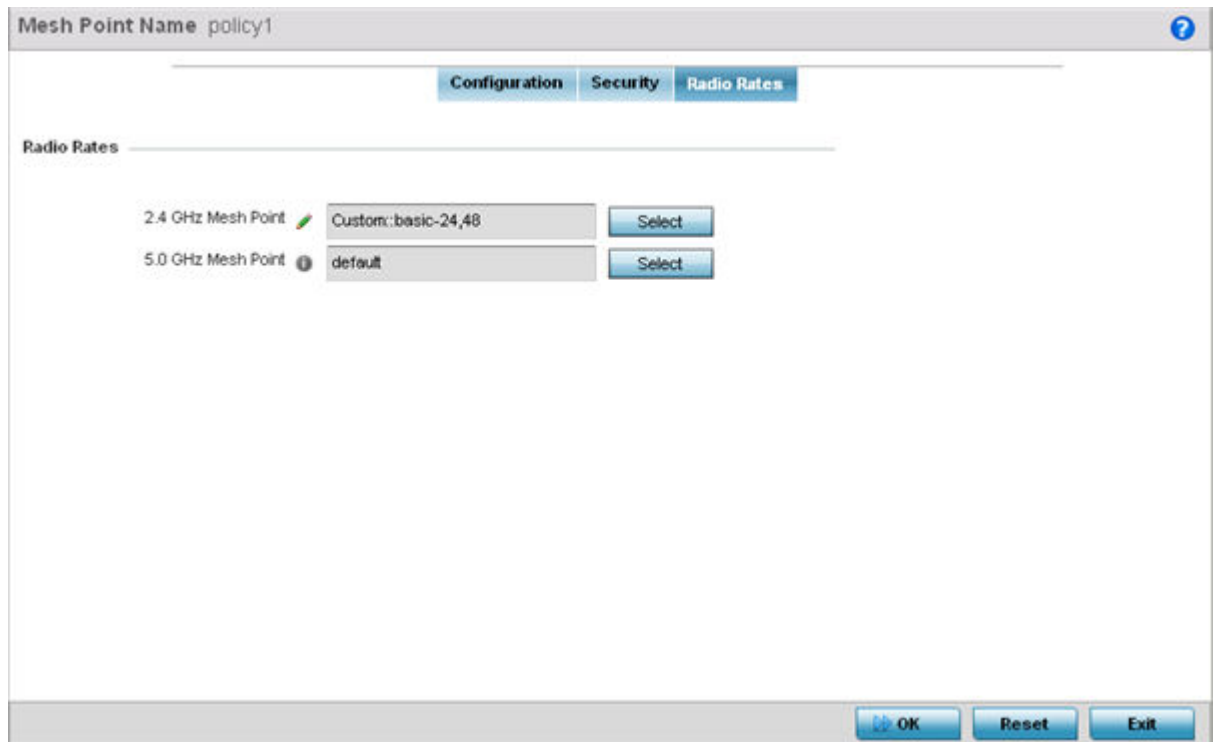 Mesh Point Name policy1
Configuration Security Radio Rates
Radio Rates
2.4 GHz Mesh Point Custom::basic-24,48 Select
5.0 GHz Mesh Point default Select
OK Reset Exit